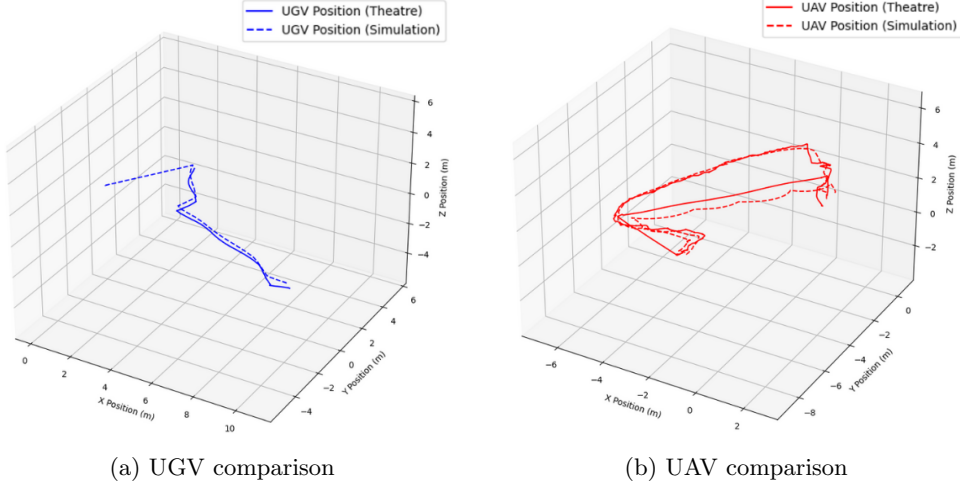 UGV Position (Theatre)
UGV Position (Simulation)
6
4
2
0
−2
−4
Z Position (m)
0
2
4
6
8
10
X Position (m)
−4
−2
0
2
4
6
Y Position (m)
(a) UGV comparison
UAV Position (Theatre)
UAV Position (Simulation)
6
4
2
0
−2
Z Position (m)
−6
−4
−2
0
2
X Position (m)
−8
−6
−4
−2
0
Y Position (m)
(b) UAV comparison